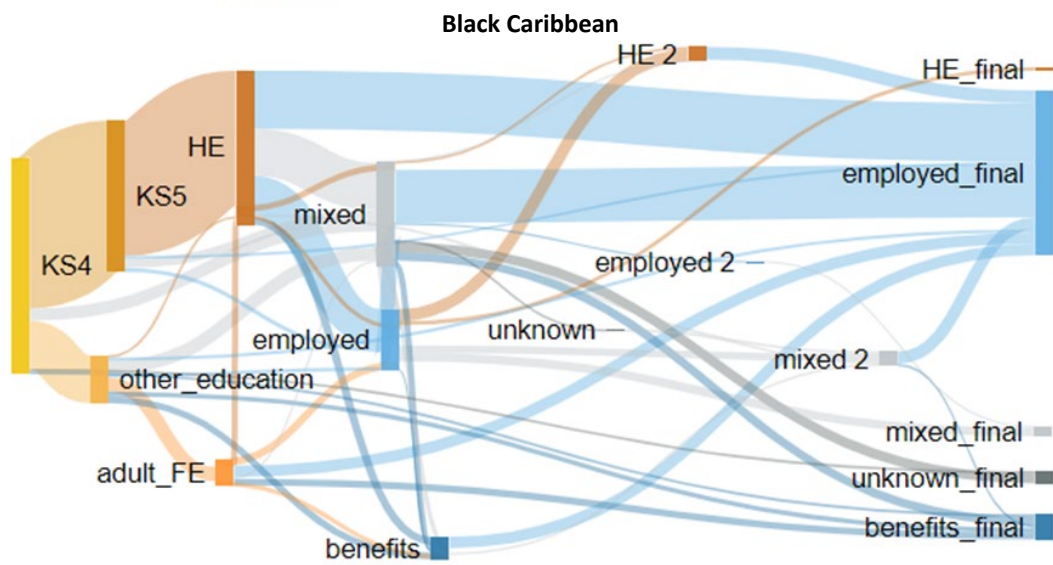 Black Caribbean
HE 2
HE_final
HE
employed_final
KS5
mixed
KS4
employed 2
unknown
employed
mixed 2
other_education
mixed_final
adult_FE
unknown_final
benefits_final
benefits